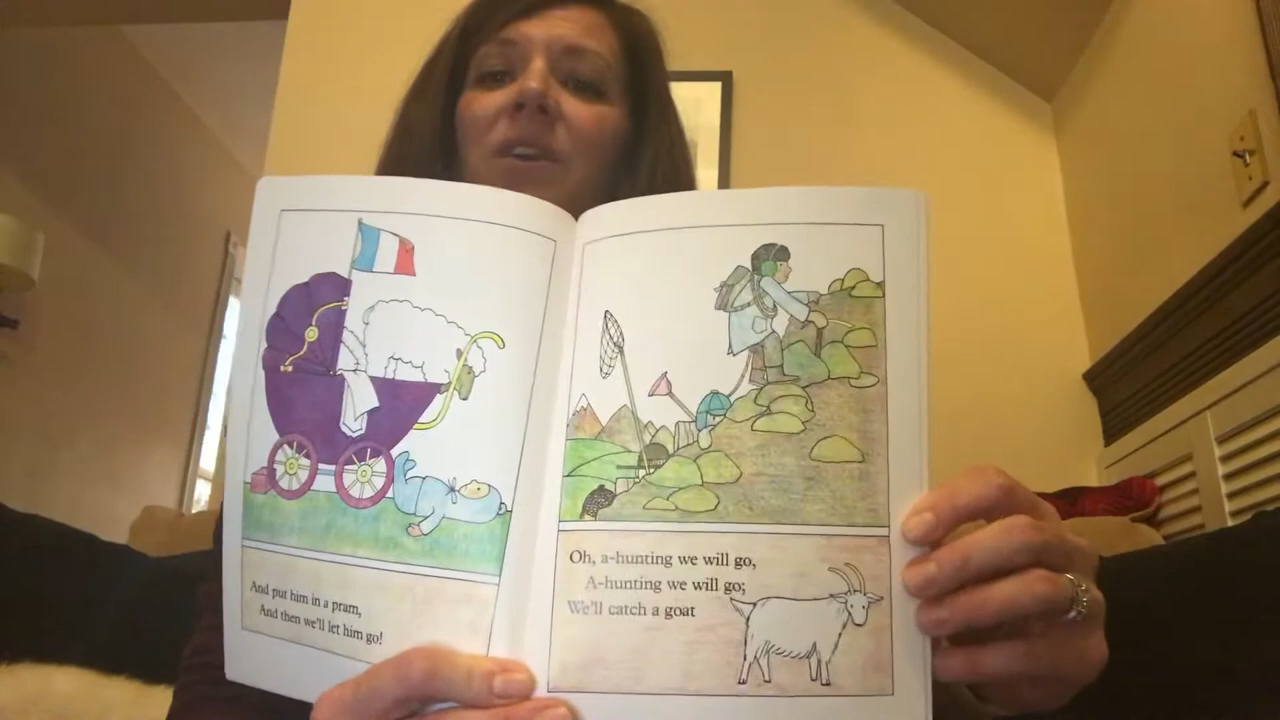 And put him in a pram,
And then we'll let him go!
Oh, a-hunting we will go,
A-hunting we will go;
We'll catch a goat